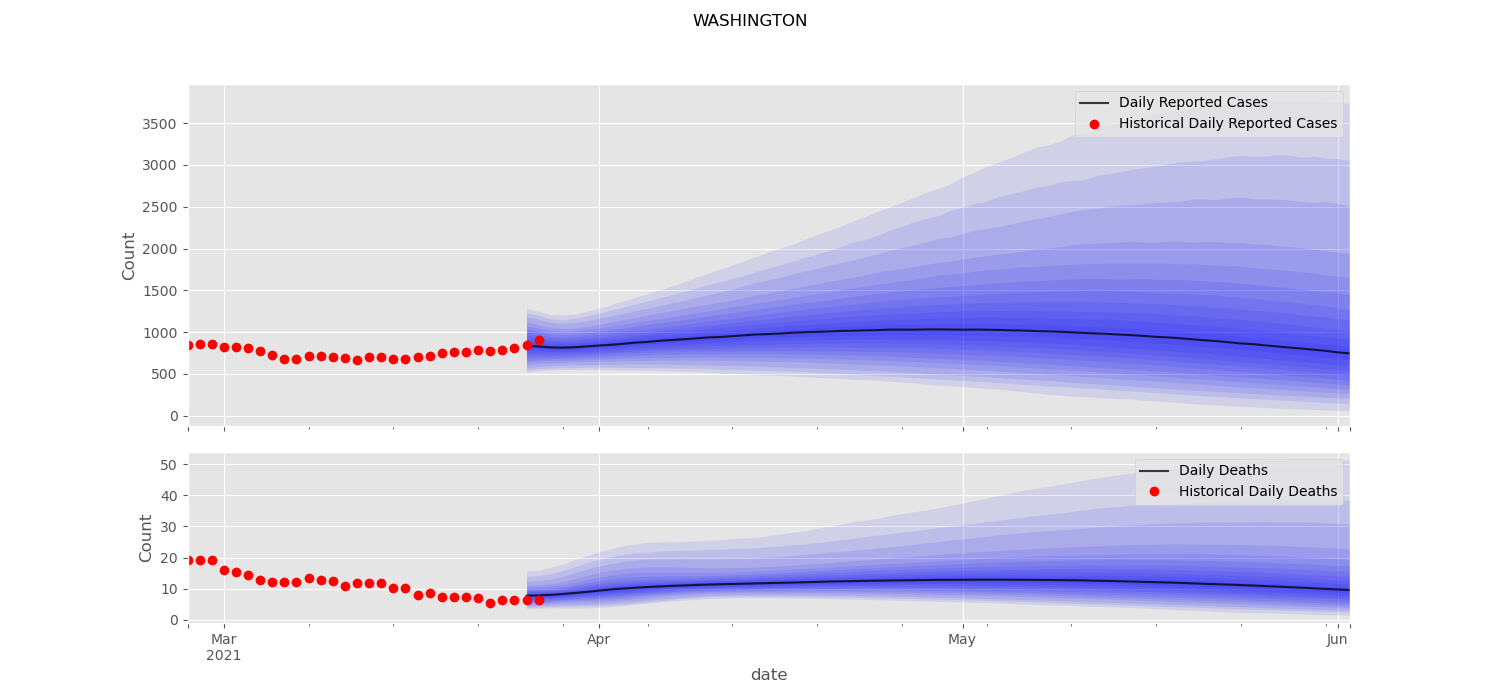 WASHINGTON
Daily Reported Cases
Historical Daily Reported Cases
3500
3000
2500
2000
1500
1000
500
0
Count
Daily Deaths
Historical Daily Deaths
50
40
30
20
10
0
Count
Mar
2021
Apr
May
Jun
date